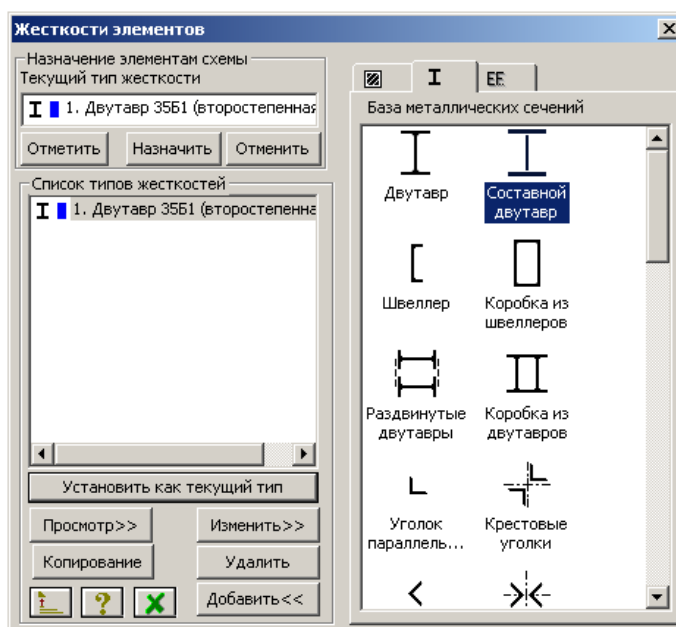 Жесткости элементов
Назначение элементам схемы
Текущий тип жесткости
1. Двутавр 35Б1 (второстепенная
Отметить
Назначить
Отменить
Список типов жесткостей
1. Двутавр 35Б1 (второстепенна
Установить как текущий тип
Просмотр>>
Изменить>>
Копирование
Удалить
Добавить<<
База металлических сечений
Двутавр
Составной
двутавр
Швеллер
Коробка из
швеллеров
Раздвинутые
двутавры
Коробка из
двутавров
Уголок
параллель...
Крестовые
уголки